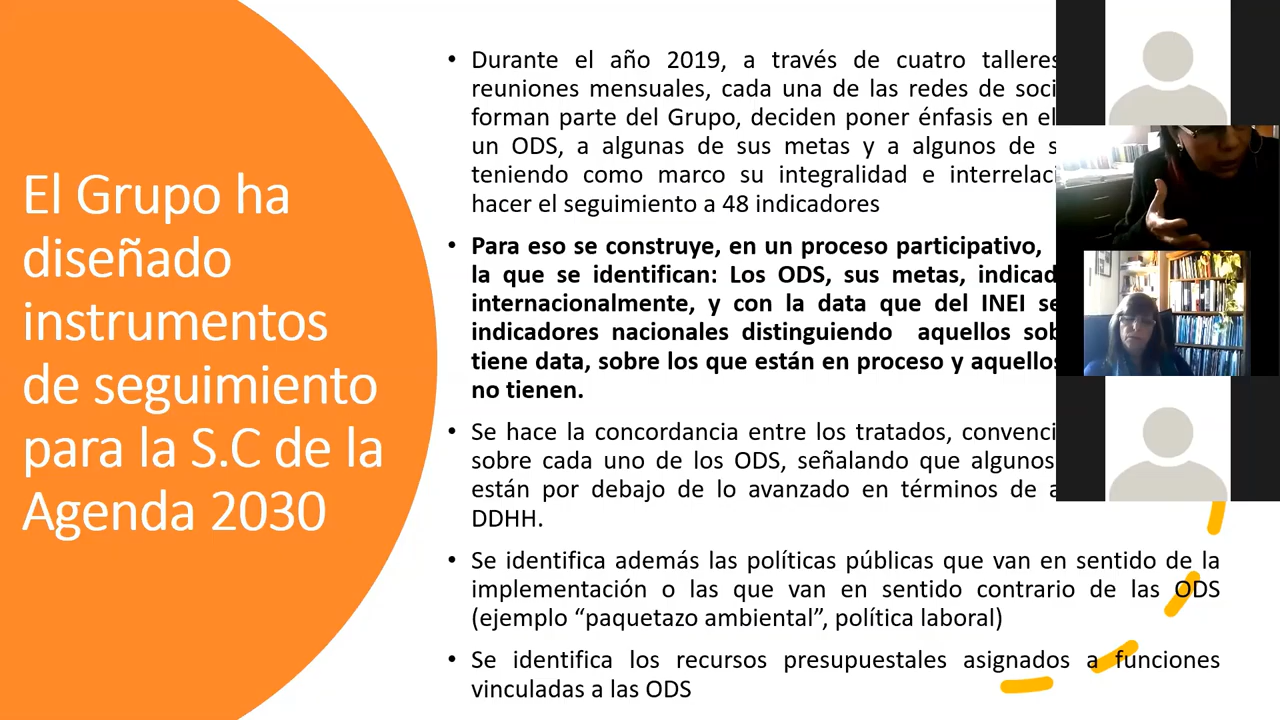 El Grupo ha
diseñado
instrumentos
de seguimiento
para la S.C de la
Agenda 2030
• Durante el año 2019, a través de cuatro talleres
reuniones mensuales, cada una de las redes de
forman parte del Grupo, deciden poner énfasis en
un ODS, a algunas de sus metas y a algunos de
teniendo como marco su integralidad e
hacer el seguimiento a 48 indicadores
• Para eso se construye, en un proceso participativo,
la que se identifican: Los ODS, sus metas,
internacionalmente, y con la data que del INEI
indicadores nacionales distinguiendo aquellos
tiene data, sobre los que están en proceso y aquellos
no tienen.
• Se hace la concordancia entre los tratados,
sobre cada uno de los ODS, señalando que algunos
están por debajo de lo avanzado en términos de
DDHH.
• Se identifica además las políticas públicas que van en sentido de la
implementación o las que van en sentido contrario de las ODS
(ejemplo “paquetazo ambiental”, política laboral)
• Se identifica los recursos presupuestales asignados a funciones
vinculadas a las ODS